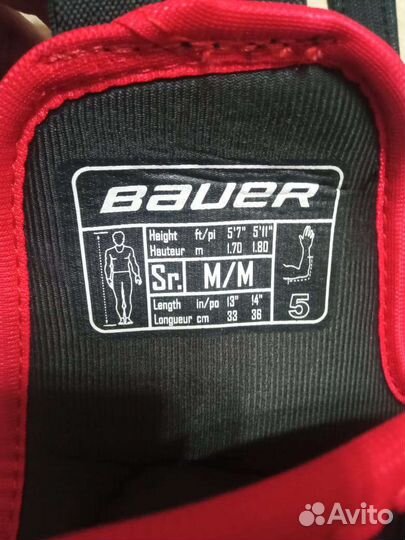 BAUER
Height ft/pi 5'7" 5'11"
Hauteur m 1.70 1.80
Sr. M/M
Length in/po 13" 14"
Longueur cm 33 36
5
Avito